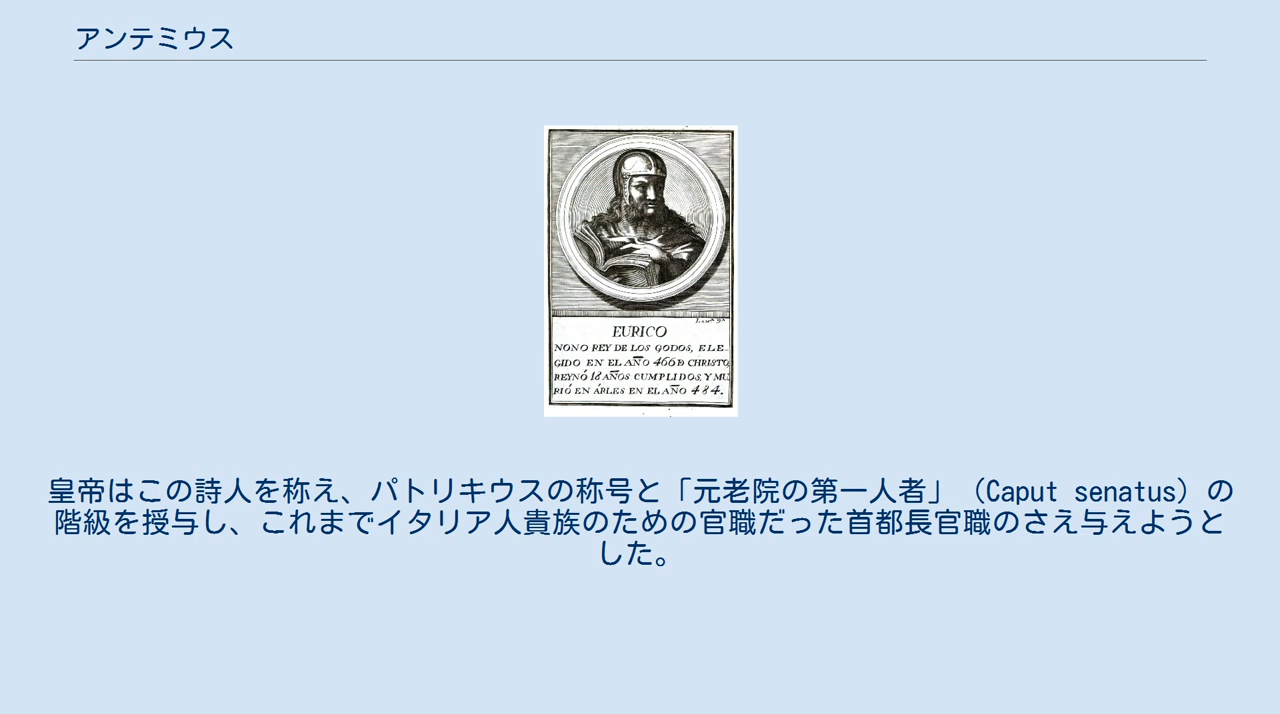 アンテミウス
EURICO
NONO REY DE LOS GODOS, ELE-
GIDO EN EL AÑO 466 D CHRISTO,
REYNÓ 18 AÑOS CUMPLIDOS, Y MU
RIÓ EN ÁRLES EN EL AÑO 484.
皇帝はこの詩人を称え、パトリキウスの称号と「元老院の第一人者」（Caput senatus）の
階級を授与し、これまでイタリア人貴族のための官職だった首都長官職のさえ与えようと
した。